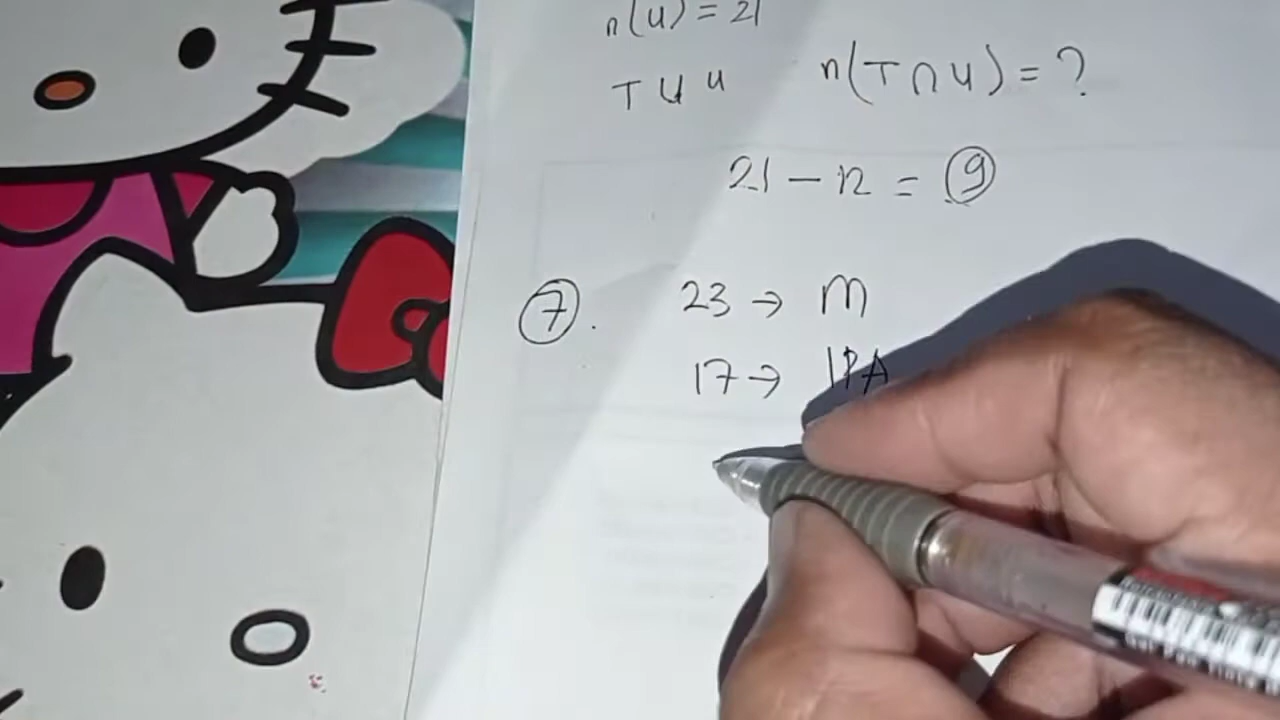 n(u) = 21
T U u n(T ∩ u) = ?
21 - 12 = 9
7. 23 → M
17 → IPA